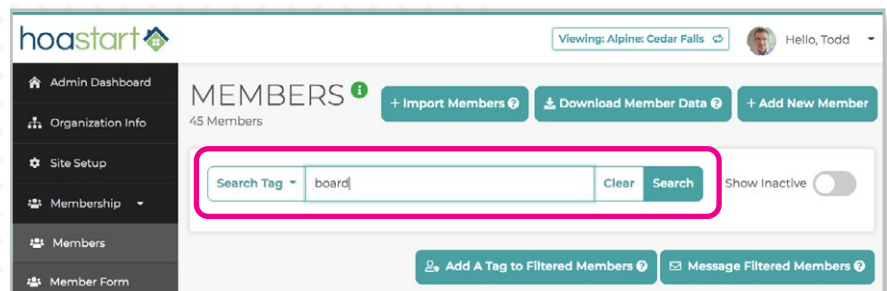 hoastart
Viewing: Alpine: Cedar Falls
Hello, Todd
Admin Dashboard
Organization Info
Site Setup
Membership
Members
Member Form
MEMBERS
45 Members
+ Import Members
Download Member Data
+ Add New Member
Search Tag
board
Clear
Search
Show Inactive
Add A Tag to Filtered Members
Message Filtered Members